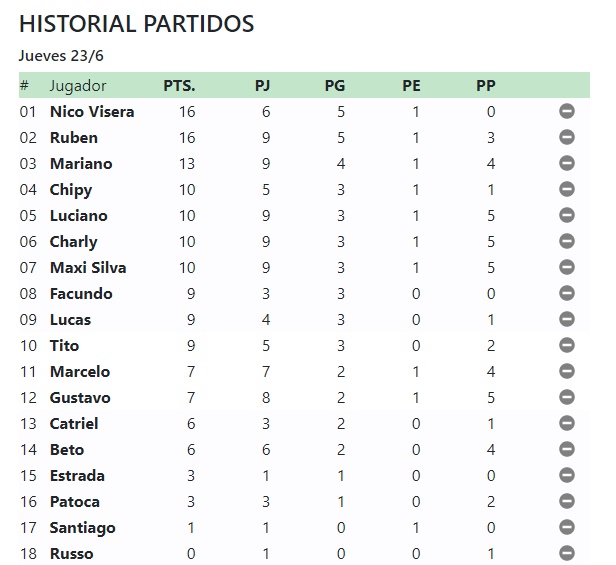 HISTORIAL PARTIDOS
Jueves 23/6
# Jugador PTS. PJ PG PE PP
01 Nico Visera 16 6 5 1 0
02 Ruben 16 9 5 1 3
03 Mariano 13 9 4 1 4
04 Chipy 10 5 3 1 1
05 Luciano 10 9 3 1 5
06 Charly 10 9 3 1 5
07 Maxi Silva 10 9 3 1 5
08 Facundo 9 3 3 0 0
09 Lucas 9 4 3 0 1
10 Tito 9 5 3 0 2
11 Marcelo 7 7 2 1 4
12 Gustavo 7 8 2 1 5
13 Catriel 6 3 2 0 1
14 Beto 6 6 2 0 4
15 Estrada 3 1 1 0 0
16 Patoca 3 3 1 0 2
17 Santiago 1 1 0 1 0
18 Russo 0 1 0 0 1